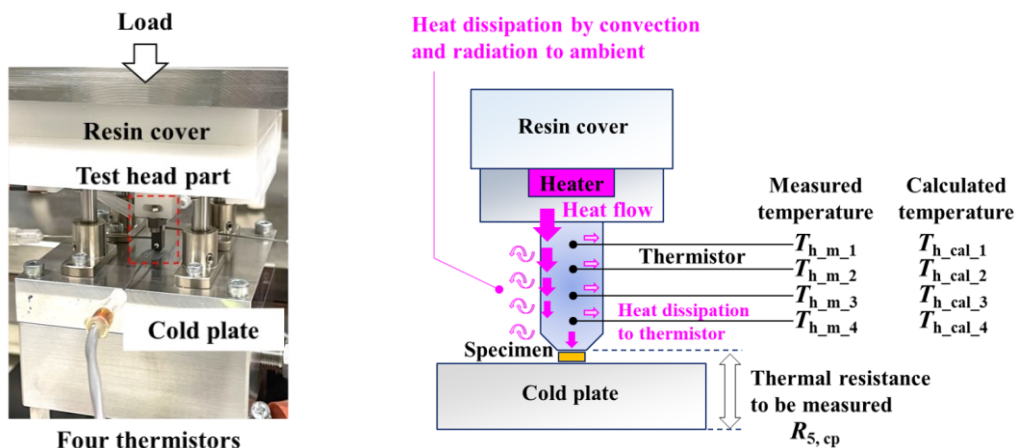 Load
Resin cover
Test head part
Cold plate
Four thermistors
Heat dissipation by convection
and radiation to ambient
Resin cover
Heater
Heat flow
Thermistor
Heat dissipation
to thermistor
Specimen
Cold plate
Measured
temperature
T_h_m_1
T_h_m_2
T_h_m_3
T_h_m_4
Calculated
temperature
T_h_cal_1
T_h_cal_2
T_h_cal_3
T_h_cal_4
Thermal resistance
to be measured
R_5, cp